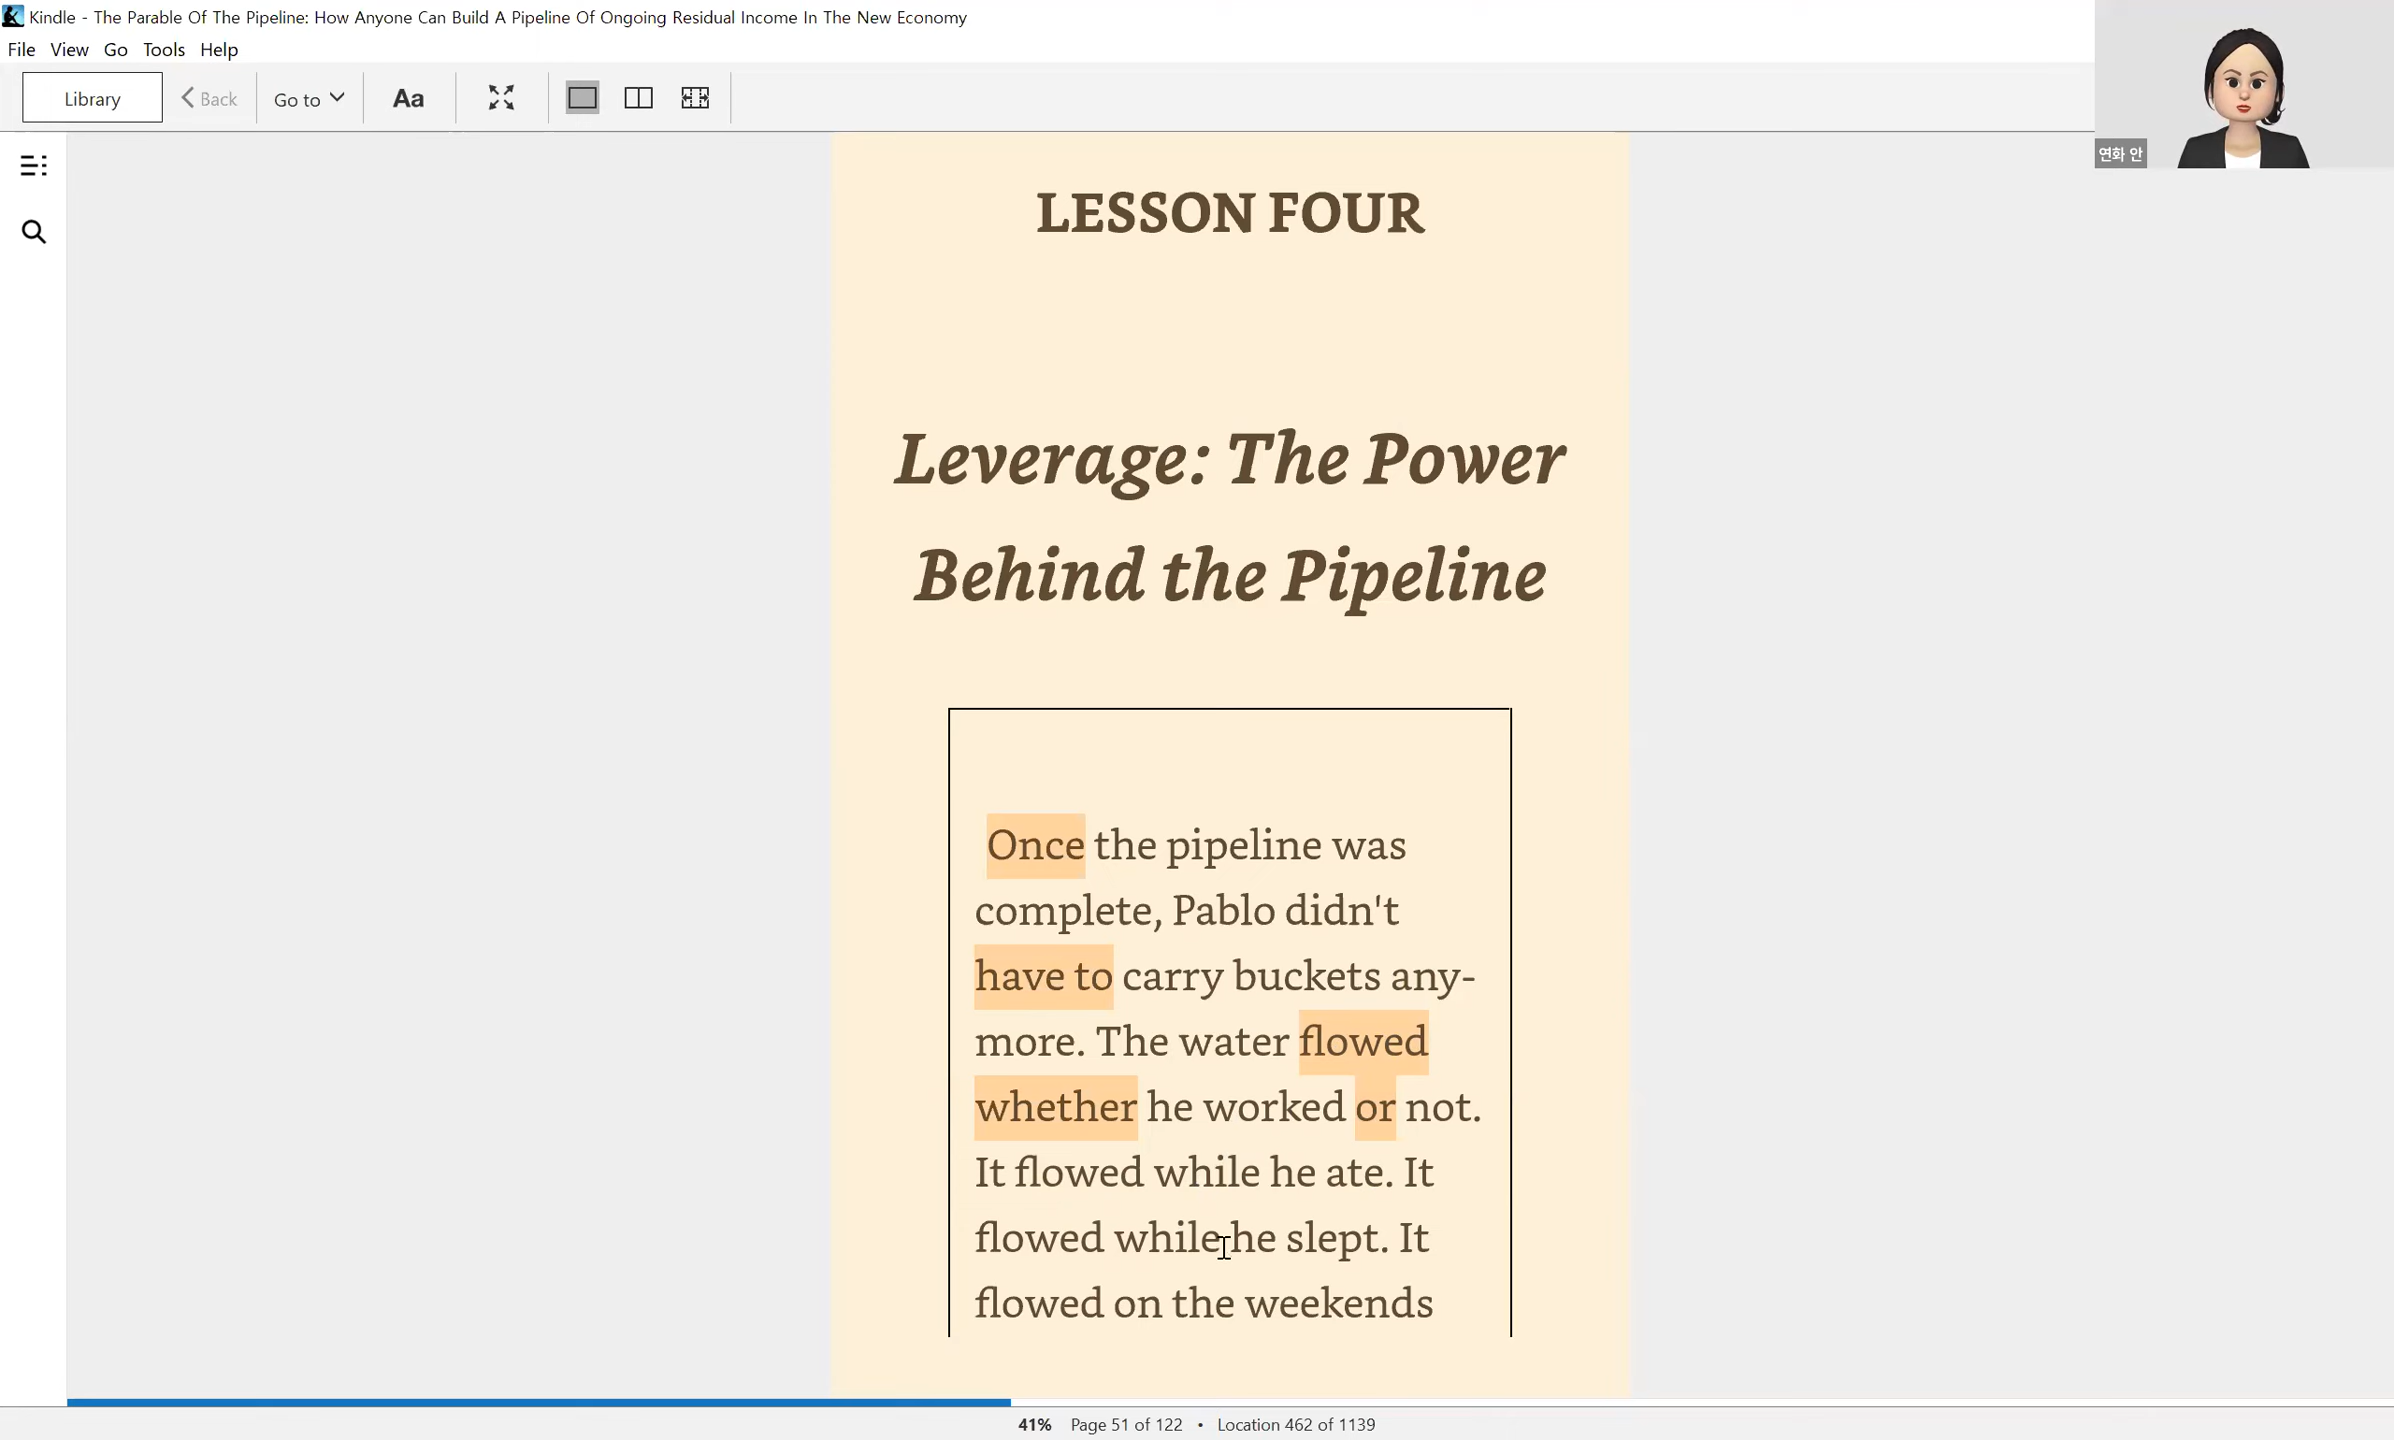 Kindle - The Parable Of The Pipeline: How Anyone Can Build A Pipeline Of Ongoing Residual Income In The New Economy
File View Go Tools Help
Library Back Go to Aa
연화 안
LESSON FOUR
Leverage: The Power
Behind the Pipeline
Once the pipeline was
complete, Pablo didn't
have to carry buckets any-
more. The water flowed
whether he worked or not.
It flowed while he ate. It
flowed while he slept. It
flowed on the weekends
41% Page 51 of 122 • Location 462 of 1139